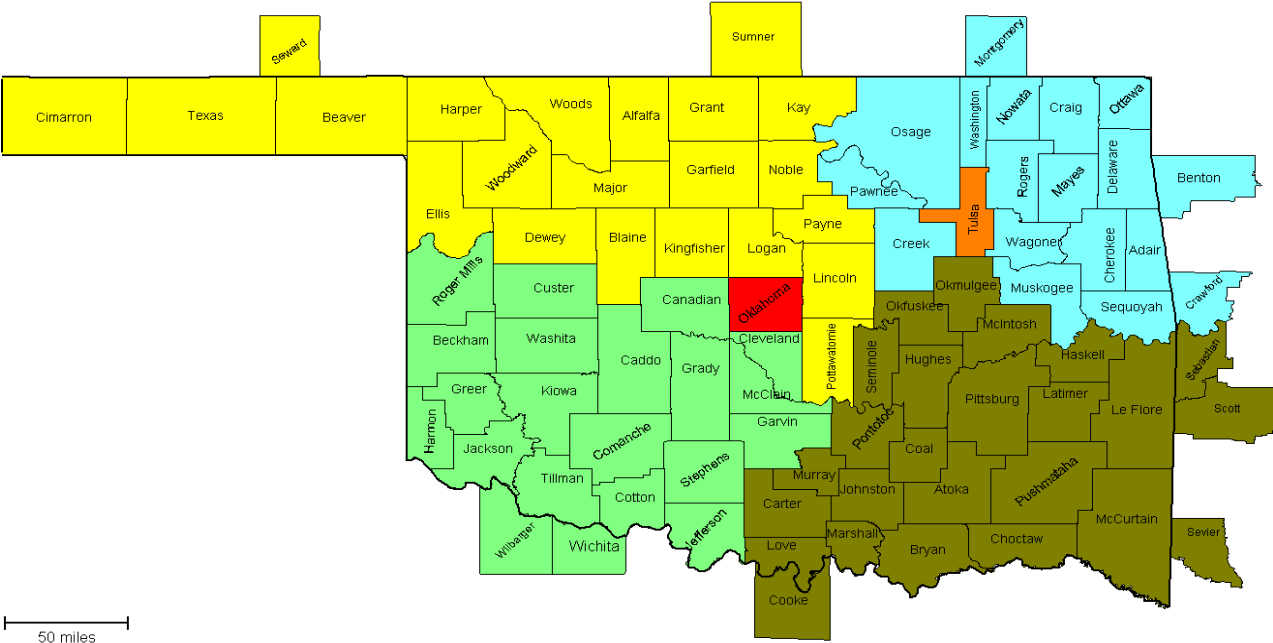 Seward
Sumner
Montgomery
Cimarron
Texas
Beaver
Harper
Woods
Alfalfa
Grant
Kay
Osage
Washington
Nowata
Craig
Ottawa
Woodward
Major
Garfield
Noble
Pawnee
Rogers
Mayes
Delaware
Benton
Ellis
Dewey
Blaine
Kingfisher
Logan
Payne
Creek
Tulsa
Wagoner
Cherokee
Adair
Roger Mills
Custer
Canadian
Oklahoma
Lincoln
Okmulgee
Muskogee
Sequoyah
Crawford
Okfuskee
McIntosh
Beckham
Washita
Caddo
Grady
Cleveland
Pottawatomie
Seminole
Hughes
Haskell
Sebastian
Greer
Kiowa
McClain
Pittsburg
Latimer
Le Flore
Scott
Harmon
Jackson
Comanche
Garvin
Pontotoc
Coal
Tillman
Cotton
Stephens
Murray
Carter
Johnston
Atoka
Pushmataha
McCurtain
Wilbarger
Wichita
Jefferson
Love
Marshall
Bryan
Choctaw
Sevier
Cooke
50 miles